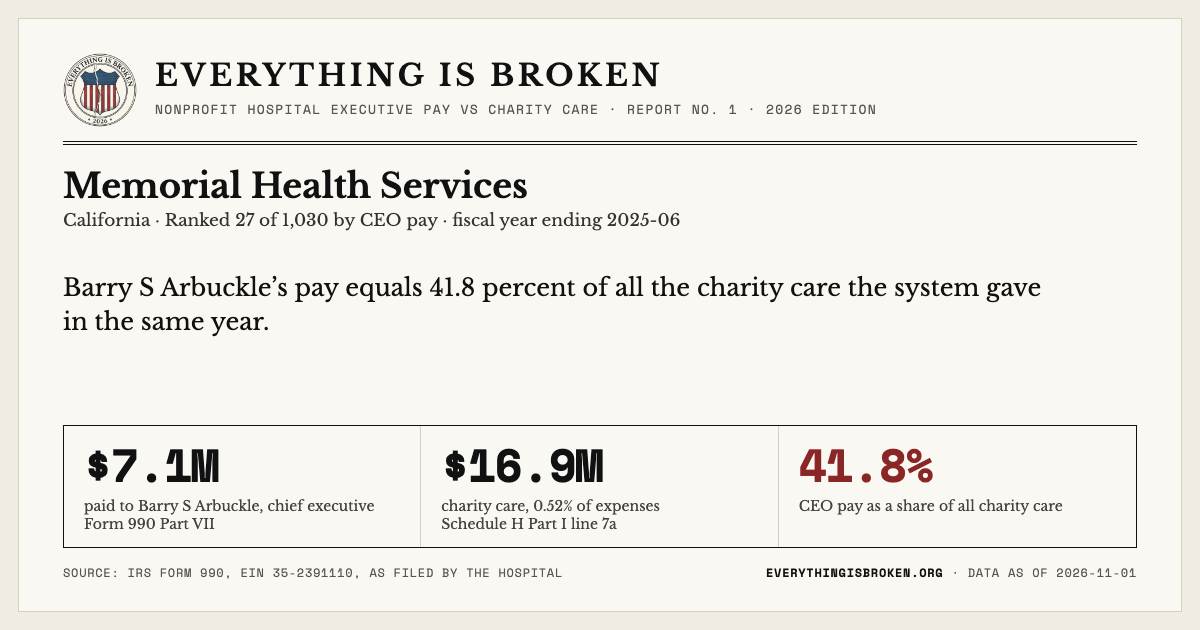 EVERYTHING IS BROKEN
· 2026 ·
EVERYTHING IS BROKEN
NONPROFIT HOSPITAL EXECUTIVE PAY VS CHARITY CARE · REPORT NO. 1 · 2026 EDITION
Memorial Health Services
California · Ranked 27 of 1,030 by CEO pay · fiscal year ending 2025-06
Barry S Arbuckle’s pay equals 41.8 percent of all the charity care the system gave
in the same year.
$7.1M
paid to Barry S Arbuckle, chief executive
Form 990 Part VII
$16.9M
charity care, 0.52% of expenses
Schedule H Part I line 7a
41.8%
CEO pay as a share of all charity care
SOURCE: IRS FORM 990, EIN 35-2391110, AS FILED BY THE HOSPITAL
EVERYTHINGISBROKEN.ORG · DATA AS OF 2026-11-01